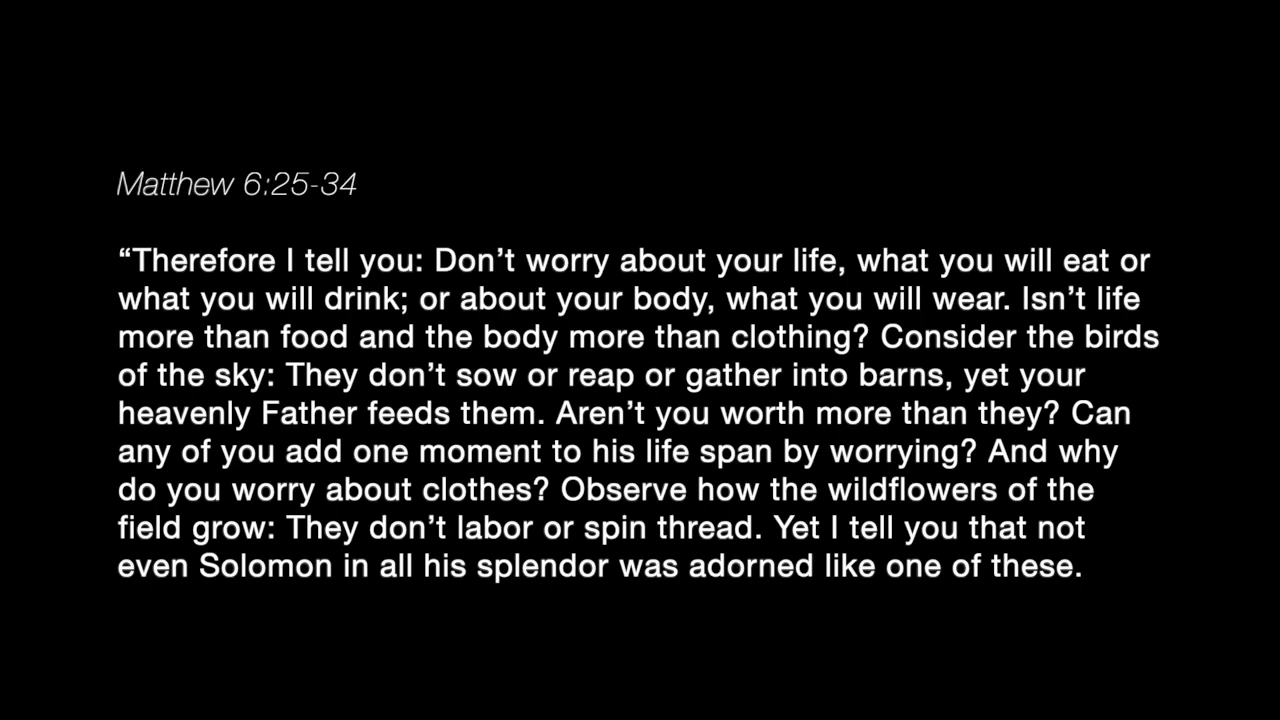 Matthew 6:25-34
“Therefore I tell you: Don’t worry about your life, what you will eat or
what you will drink; or about your body, what you will wear. Isn’t life
more than food and the body more than clothing? Consider the birds
of the sky: They don’t sow or reap or gather into barns, yet your
heavenly Father feeds them. Aren’t you worth more than they? Can
any of you add one moment to his life span by worrying? And why
do you worry about clothes? Observe how the wildflowers of the
field grow: They don’t labor or spin thread. Yet I tell you that not
even Solomon in all his splendor was adorned like one of these.